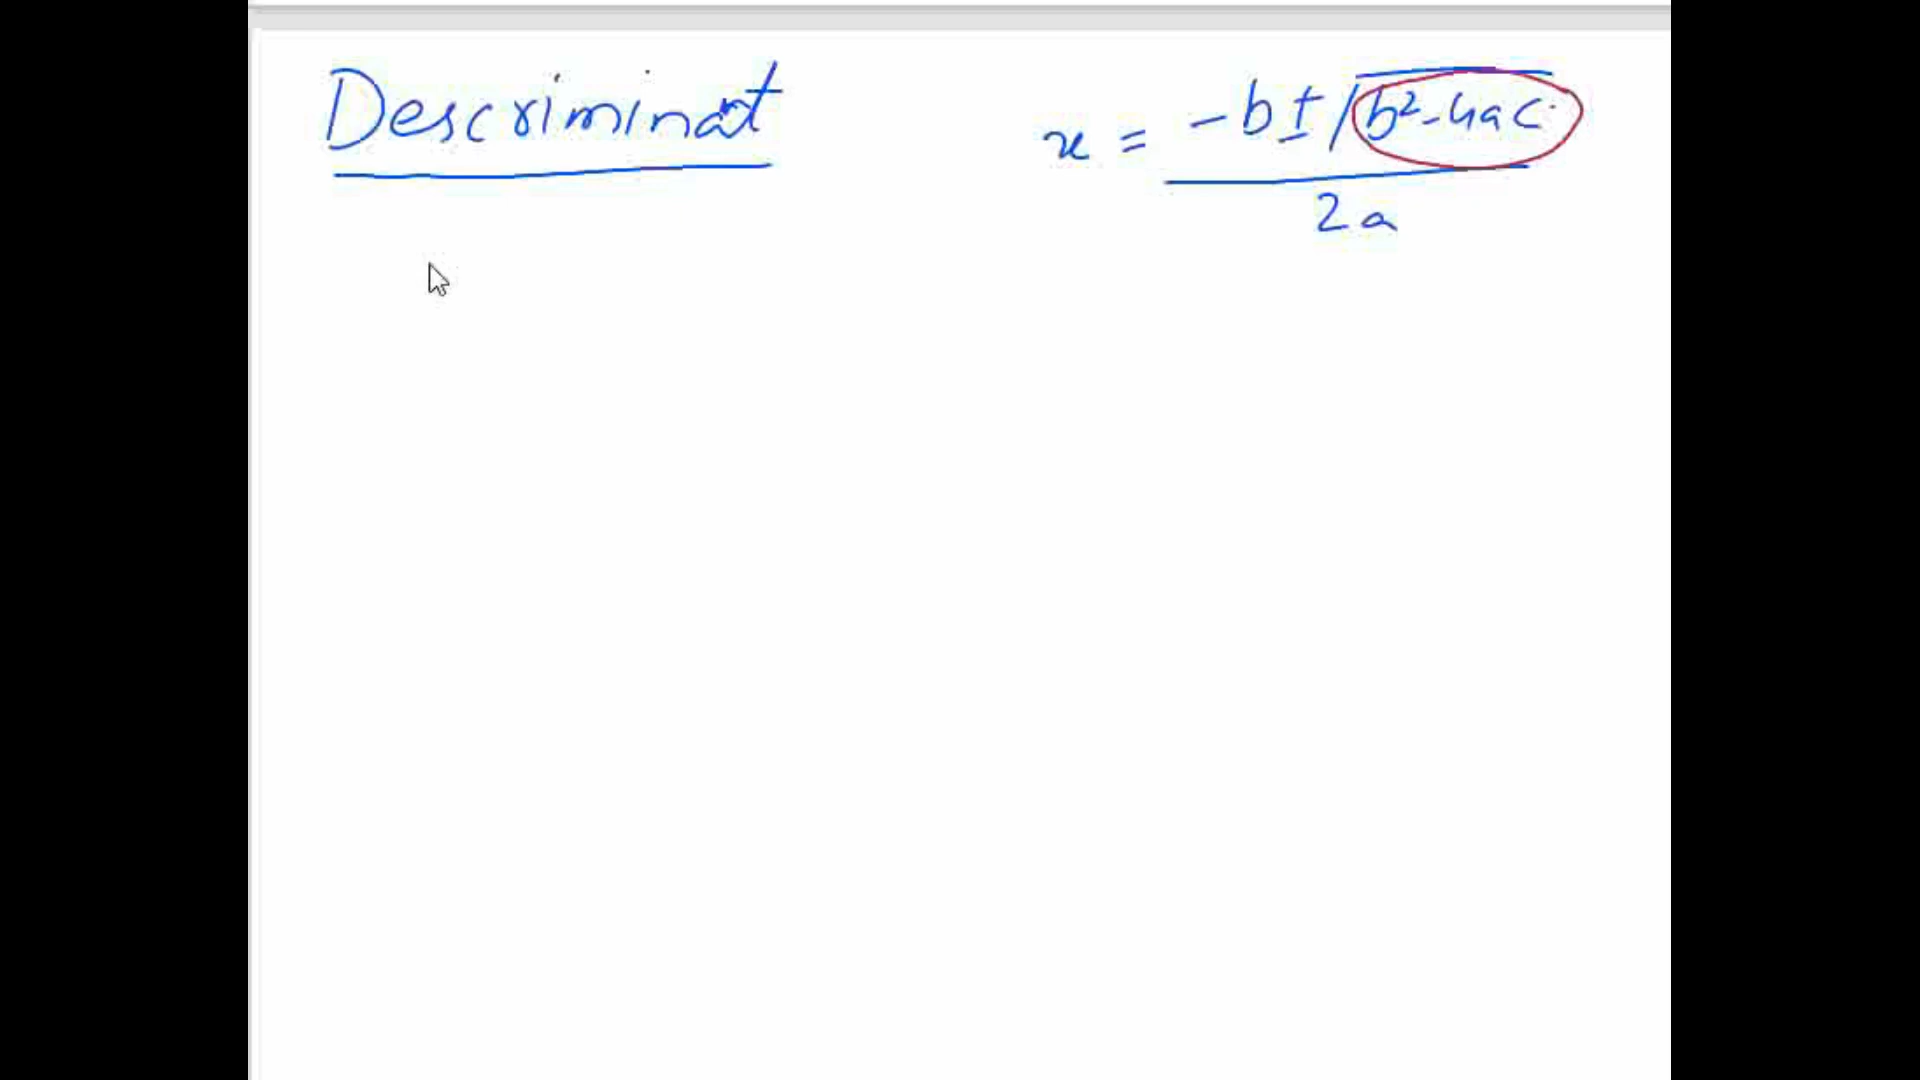 Descriminant
x = -b ± √b²-4ac
2a